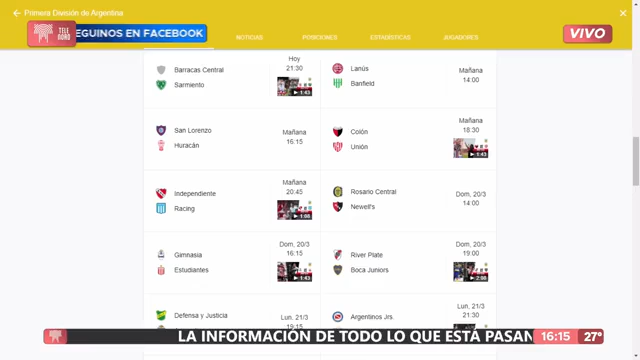 Primera División de Argentina
TELE
SOÑO
SEGUINOS EN FACEBOOK
NOTICIAS
POSICIONES
ESTADÍSTICAS
JUGADORES
VIVO
Barracas Central
Sarmiento
Hoy
21:30
1:43
Lanús
Banfield
Mañana
14:00
San Lorenzo
Huracán
Mañana
16:15
Colón
Unión
Mañana
18:30
1:43
Independiente
Racing
Mañana
20:45
Rosario Central
Newell's
Dom, 20/3
14:00
Gimnasia
Estudiantes
Dom, 20/3
16:15
1:43
River Plate
Boca Juniors
Dom, 20/3
19:00
Defensa y Justicia
Lun, 21/3
19:15
Argentinos Jrs.
Lun, 21/3
21:30
LA INFORMACIÓN DE TODO LO QUE ESTÁ PASAN
16:15
27°